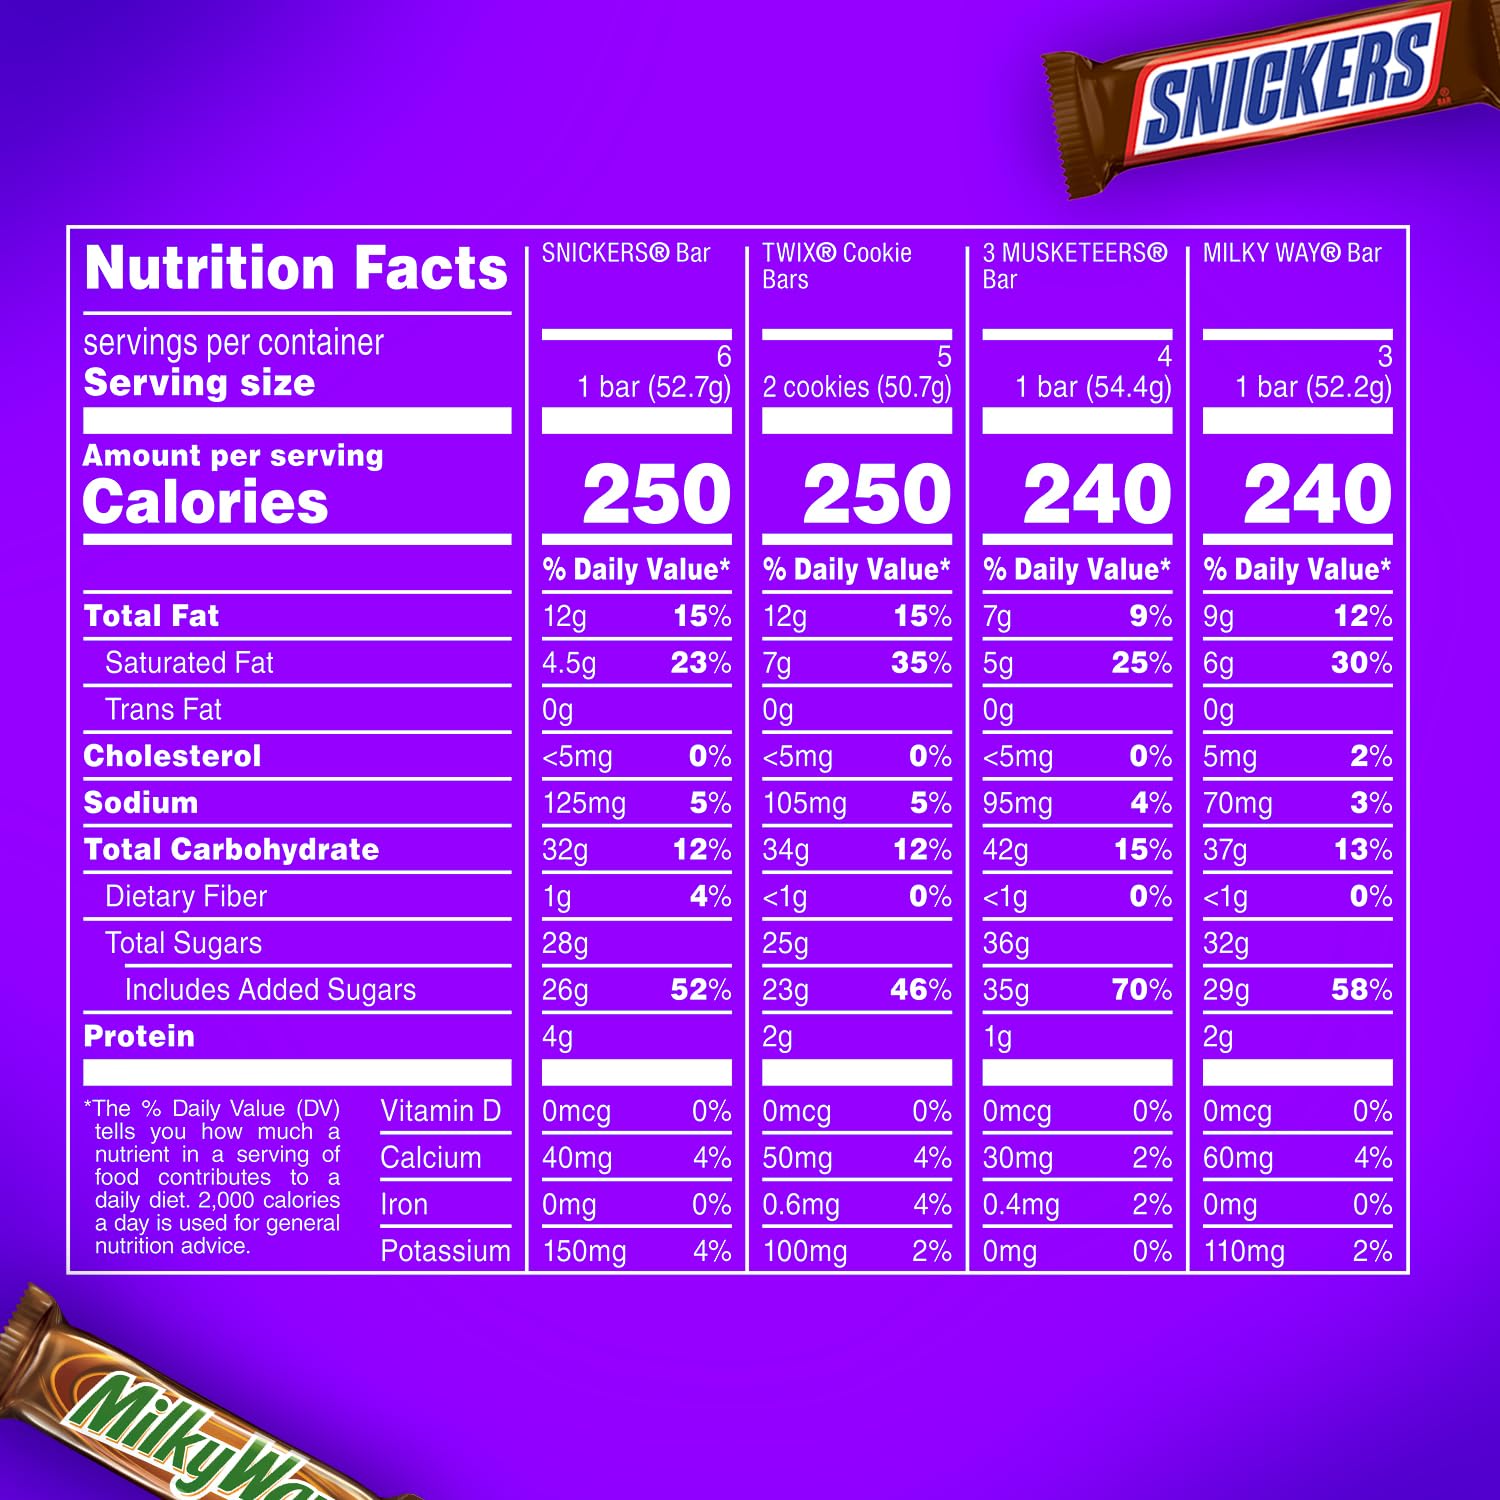 SNICKERS®
BAR
Nutrition Facts SNICKERS® Bar TWIX® Cookie Bars 3 MUSKETEERS® Bar MILKY WAY® Bar
servings per container 6 5 4 3
Serving size 1 bar (52.7g) 2 cookies (50.7g) 1 bar (54.4g) 1 bar (52.2g)
Amount per serving
Calories 250 250 240 240
% Daily Value* % Daily Value* % Daily Value* % Daily Value*
Total Fat 12g 15% 12g 15% 7g 9% 9g 12%
Saturated Fat 4.5g 23% 7g 35% 5g 25% 6g 30%
Trans Fat 0g 0g 0g 0g
Cholesterol <5mg 0% <5mg 0% <5mg 0% 5mg 2%
Sodium 125mg 5% 105mg 5% 95mg 4% 70mg 3%
Total Carbohydrate 32g 12% 34g 12% 42g 15% 37g 13%
Dietary Fiber 1g 4% <1g 0% <1g 0% <1g 0%
Total Sugars 28g 25g 36g 32g
Includes Added Sugars 26g 52% 23g 46% 35g 70% 29g 58%
Protein 4g 2g 1g 2g
*The % Daily Value (DV)
tells you how much a
nutrient in a serving of
food contributes to a
daily diet. 2,000 calories
a day is used for general
nutrition advice.
Vitamin D 0mcg 0% 0mcg 0% 0mcg 0% 0mcg 0%
Calcium 40mg 4% 50mg 4% 30mg 2% 60mg 4%
Iron 0mg 0% 0.6mg 4% 0.4mg 2% 0mg 0%
Potassium 150mg 4% 100mg 2% 0mg 0% 110mg 2%
Milky Wa